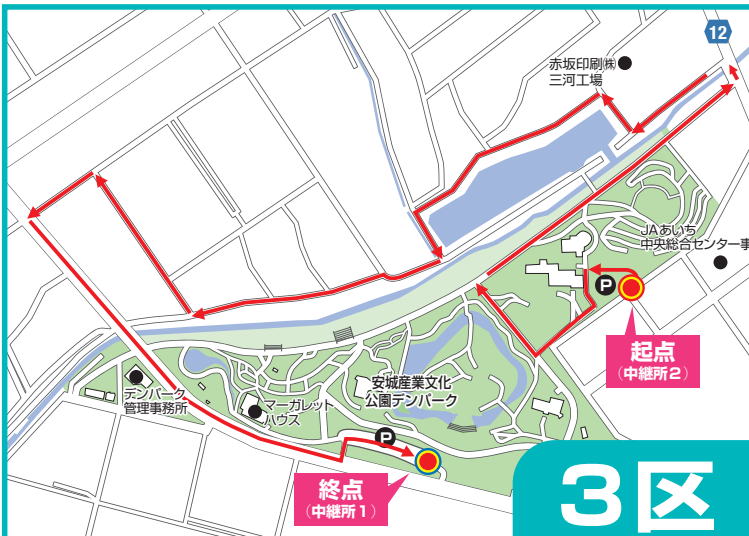 12
赤坂印刷㈱
三河工場
JAあいち
中央総合センター事
P
起点
(中継所2)
安城産業文化
公園デンパーク
デンパーク
管理事務所
マーガレット
ハウス
P
終点
(中継所1)
3区